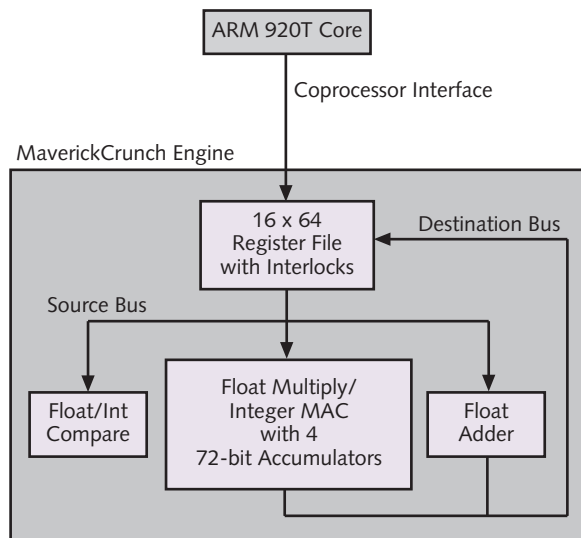 ARM 920T Core
Coprocessor Interface
MaverickCrunch Engine
16 x 64
Register File
with Interlocks
Destination Bus
Source Bus
Float/Int
Compare
Float Multiply/
Integer MAC
with 4
72-bit Accumulators
Float
Adder